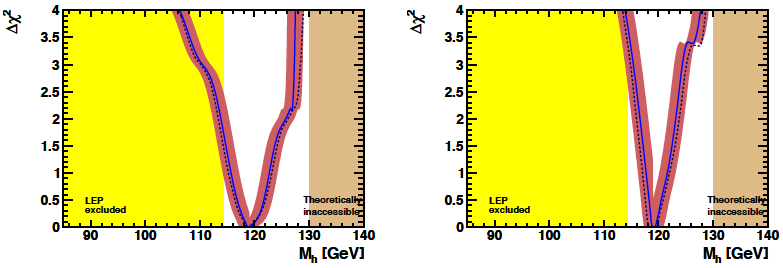 Δχ²
4
3.5
3
2.5
2
1.5
1
0.5
0
LEP
excluded
Theoretically
inaccessible
90 100 110 120 130 140
Mh [GeV]
Δχ²
4
3.5
3
2.5
2
1.5
1
0.5
0
LEP
excluded
Theoretically
inaccessible
90 100 110 120 130 140
Mh [GeV]